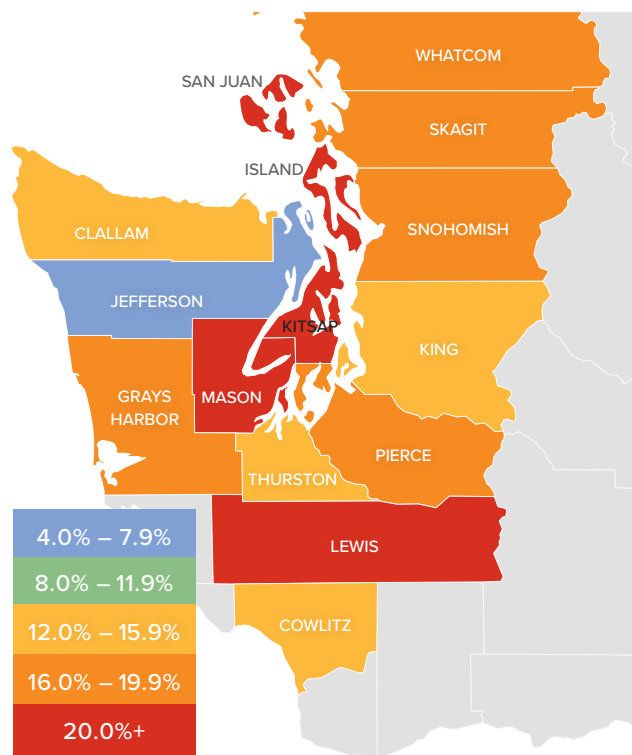 WHATCOM
SAN JUAN
SKAGIT
ISLAND
CLALLAM
SNOHOMISH
JEFFERSON
KITSAP
KING
GRAYS
HARBOR
MASON
PIERCE
THURSTON
LEWIS
COWLITZ
4.0% – 7.9%
8.0% – 11.9%
12.0% – 15.9%
16.0% – 19.9%
20.0%+